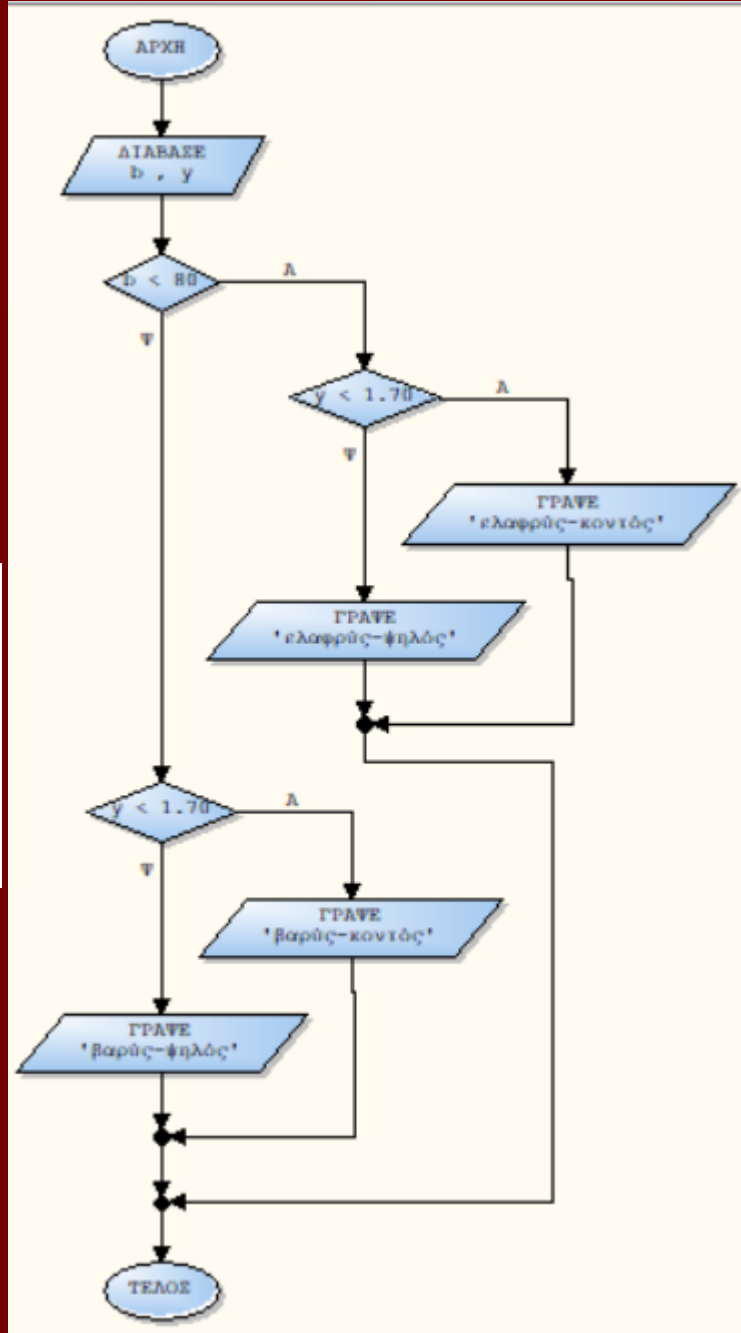 ΑΡΧΗ
ΔΙΑΒΑΣΕ
b , y
b < 80
Α
Ψ
y < 1.70
Α
Ψ
ΓΡΑΨΕ
'ελαφρύς-κοντός'
ΓΡΑΨΕ
'ελαφρύς-ψηλός'
y < 1.70
Α
Ψ
ΓΡΑΨΕ
'βαρύς-κοντός'
ΓΡΑΨΕ
'βαρύς-ψηλός'
ΤΕΛΟΣ